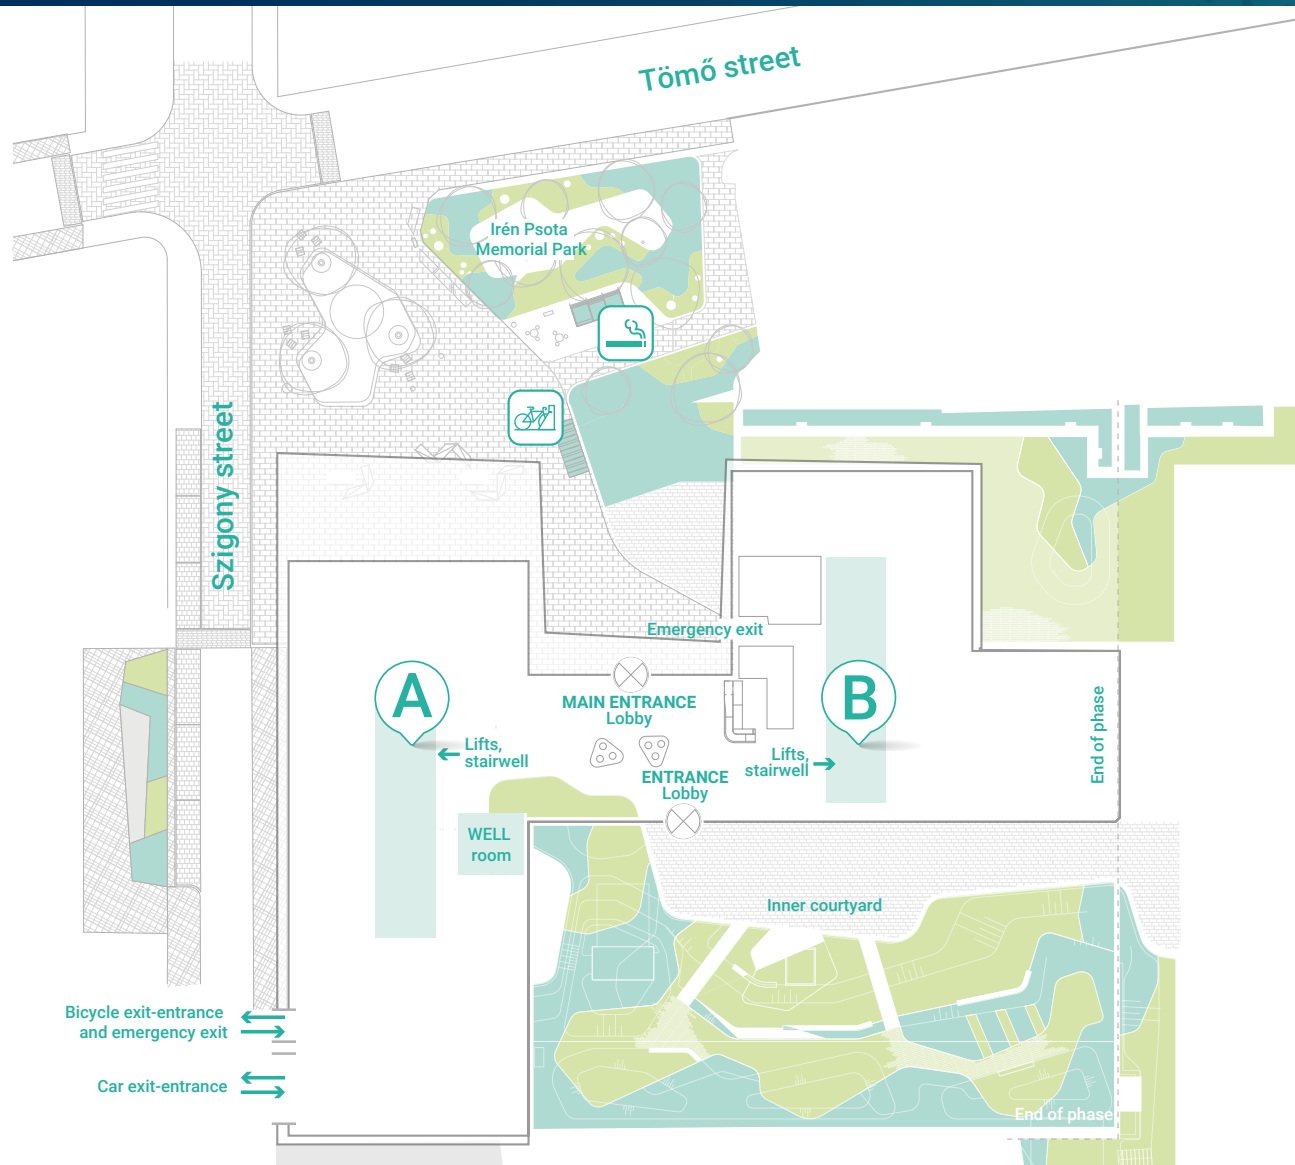 Tömő street
Irén Psota
Memorial Park
Szigony street
Emergency exit
A
B
MAIN ENTRANCE
Lobby
Lifts,
stairwell
Lifts,
stairwell
ENTRANCE
Lobby
End of phase
WELL
room
Inner courtyard
Bicycle exit-entrance
and emergency exit
Car exit-entrance
End of phase